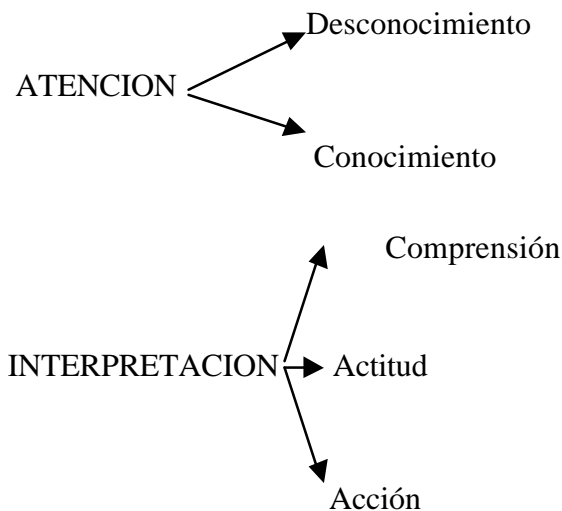 Desconocimiento
ATENCION
Conocimiento
Comprensión
INTERPRETACION
Actitud
Acción